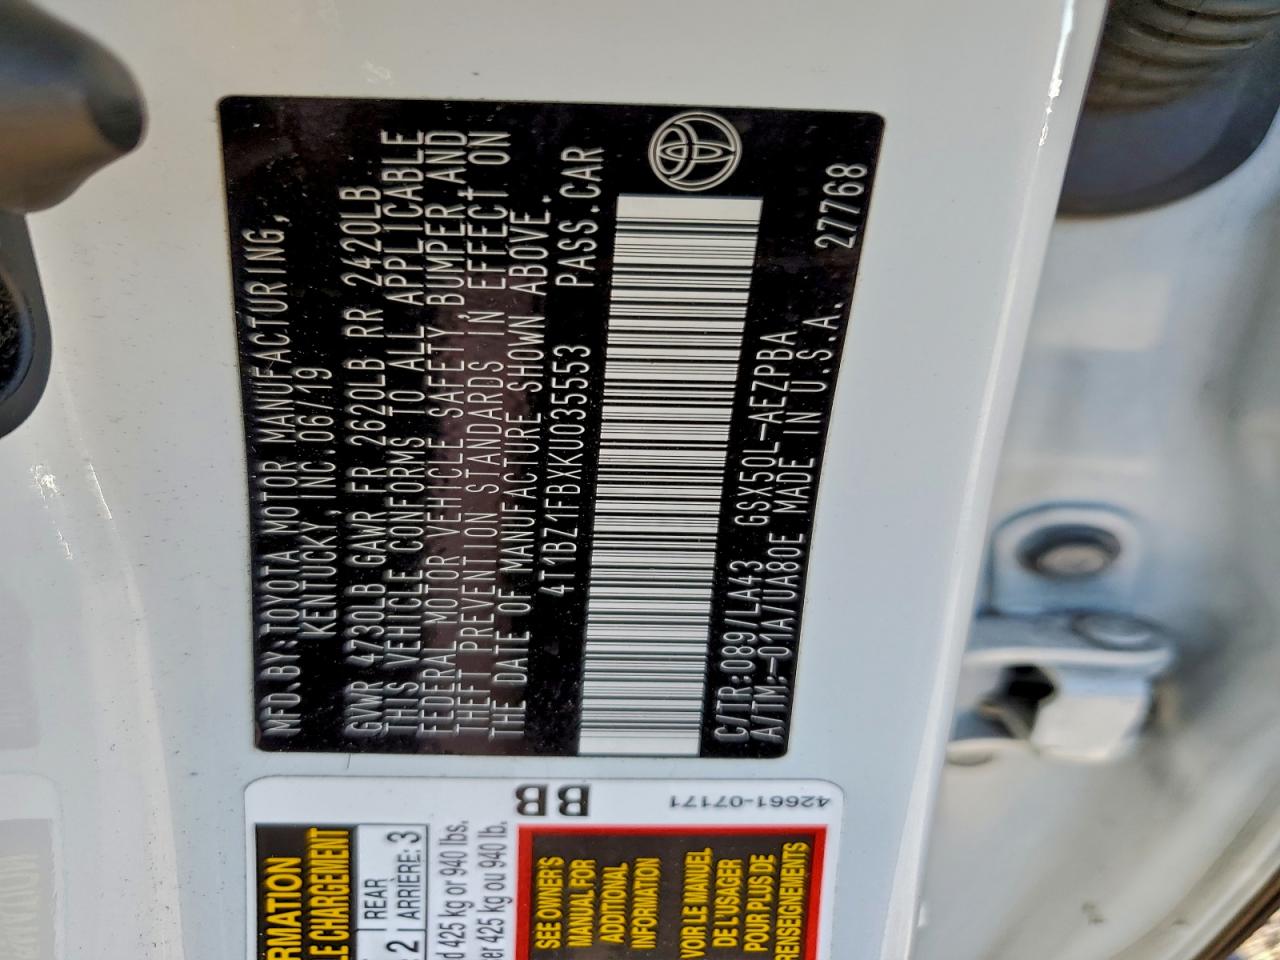 MFD.BY:TOYOTA MOTOR MANUFACTURING,
KENTUCKY,INC.06/19
GVWR 4730LB GAWR FR 2620LB RR 2420LB
THIS VEHICLE CONFORMS TO ALL APPLICABLE
FEDERAL MOTOR VEHICLE SAFETY, BUMPER AND
THEFT PREVENTION STANDARDS IN EFFECT ON
THE DATE OF MANUFACTURE SHOWN ABOVE.
4T1BZ1FBXKU035553 PASS.CAR
C/TR:089/LA43 GSX50L-AEZPBA
A/TM:-01A/UA80E MADE IN U.S.A. 27768
BB
42661-07171
RMATION
LE CHARGEMENT
2
REAR
ARRIÈRE: 3
d 425 kg or 940 lbs.
ser 425 kg ou 940 lb.
SEE OWNER'S
MANUAL FOR
ADDITIONAL
INFORMATION
VOIR LE MANUEL
DE L'USAGER
POUR PLUS DE
RENSEIGNEMENTS